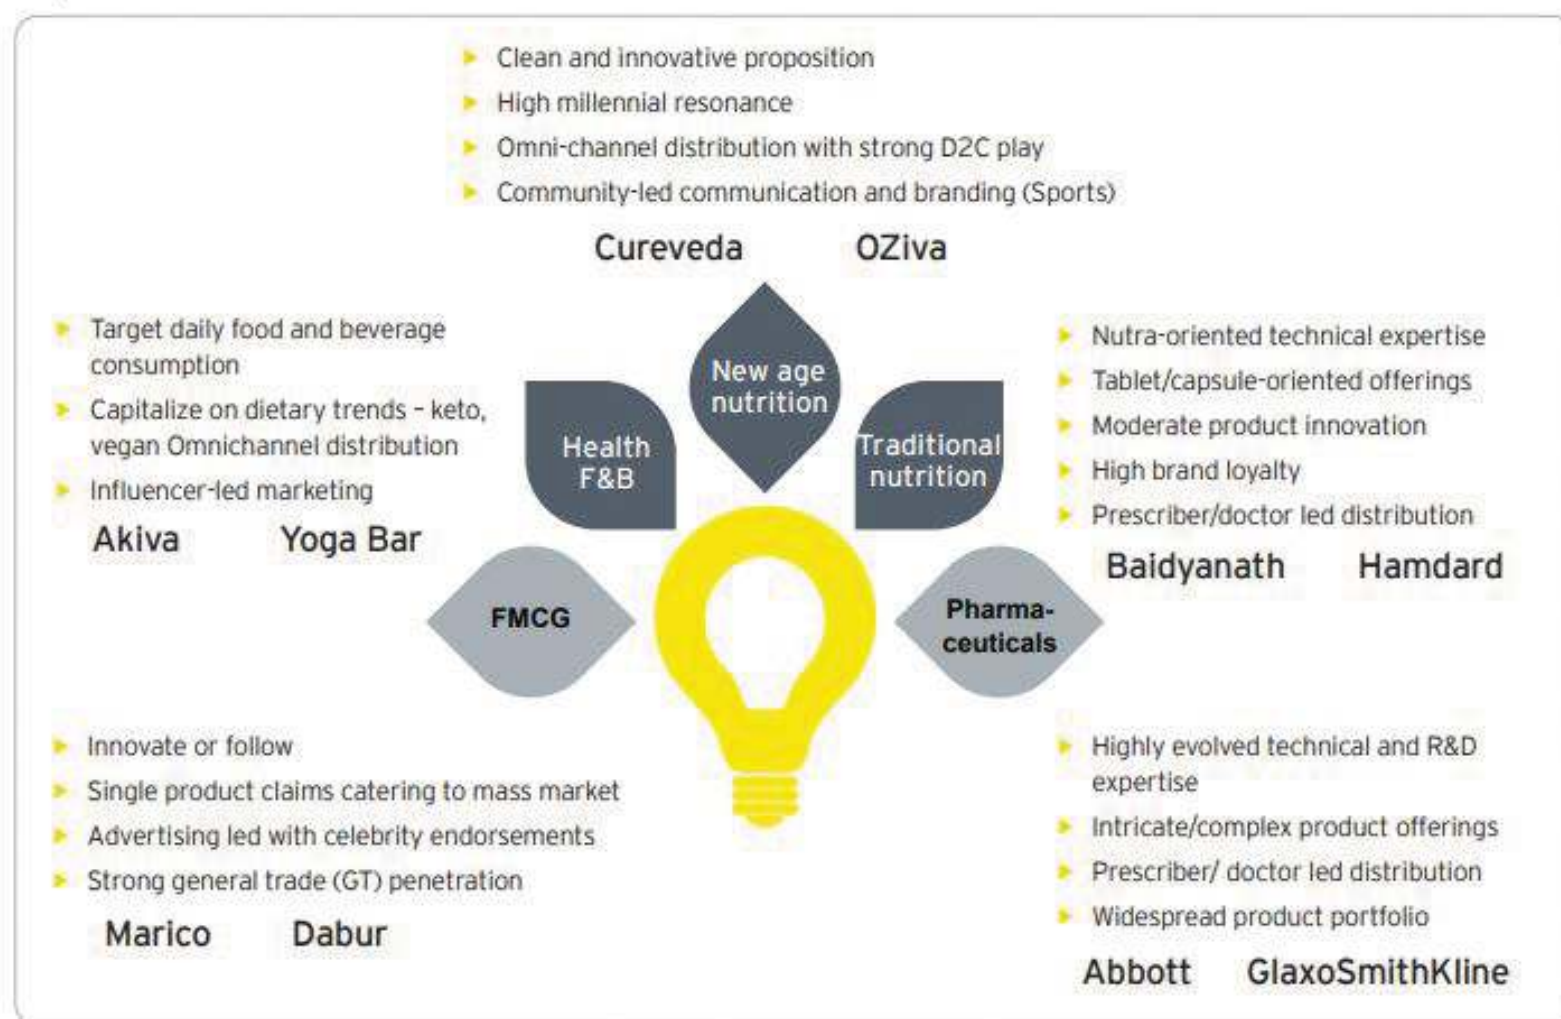 Clean and innovative proposition
High millennial resonance
Omni-channel distribution with strong D2C play
Community-led communication and branding (Sports)
Cureveda OZiva
New age
nutrition
Target daily food and beverage
consumption
Capitalize on dietary trends – keto,
vegan Omnichannel distribution
Influencer-led marketing
Akiva Yoga Bar
Health
F&B
Traditional
nutrition
Nutra-oriented technical expertise
Tablet/capsule-oriented offerings
Moderate product innovation
High brand loyalty
Prescriber/doctor led distribution
Baidyanath Hamdard
FMCG
Pharma-
ceuticals
Innovate or follow
Single product claims catering to mass market
Advertising led with celebrity endorsements
Strong general trade (GT) penetration
Marico Dabur
Highly evolved technical and R&D
expertise
Intricate/complex product offerings
Prescriber/ doctor led distribution
Widespread product portfolio
Abbott GlaxoSmithKline